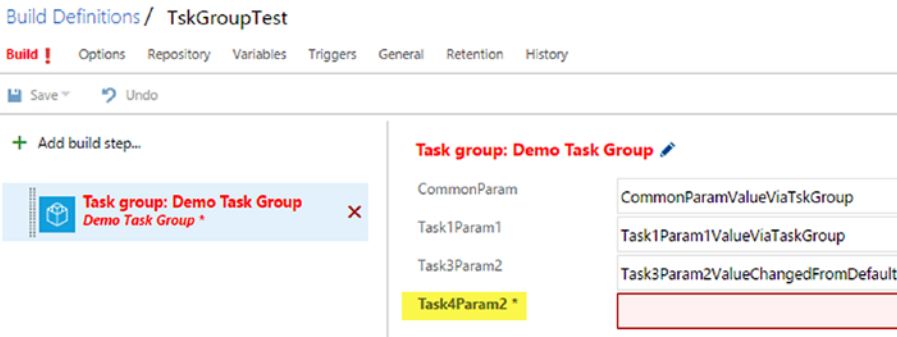 Build Definitions / TskGroupTest
Build ! Options Repository Variables Triggers General Retention History
Save Undo
+ Add build step...
Task group: Demo Task Group
Demo Task Group *
Task group: Demo Task Group
CommonParam CommonParamValueViaTskGroup
Task1Param1 Task1Param1ValueViaTaskGroup
Task3Param2 Task3Param2ValueChangedFromDefault
Task4Param2 *